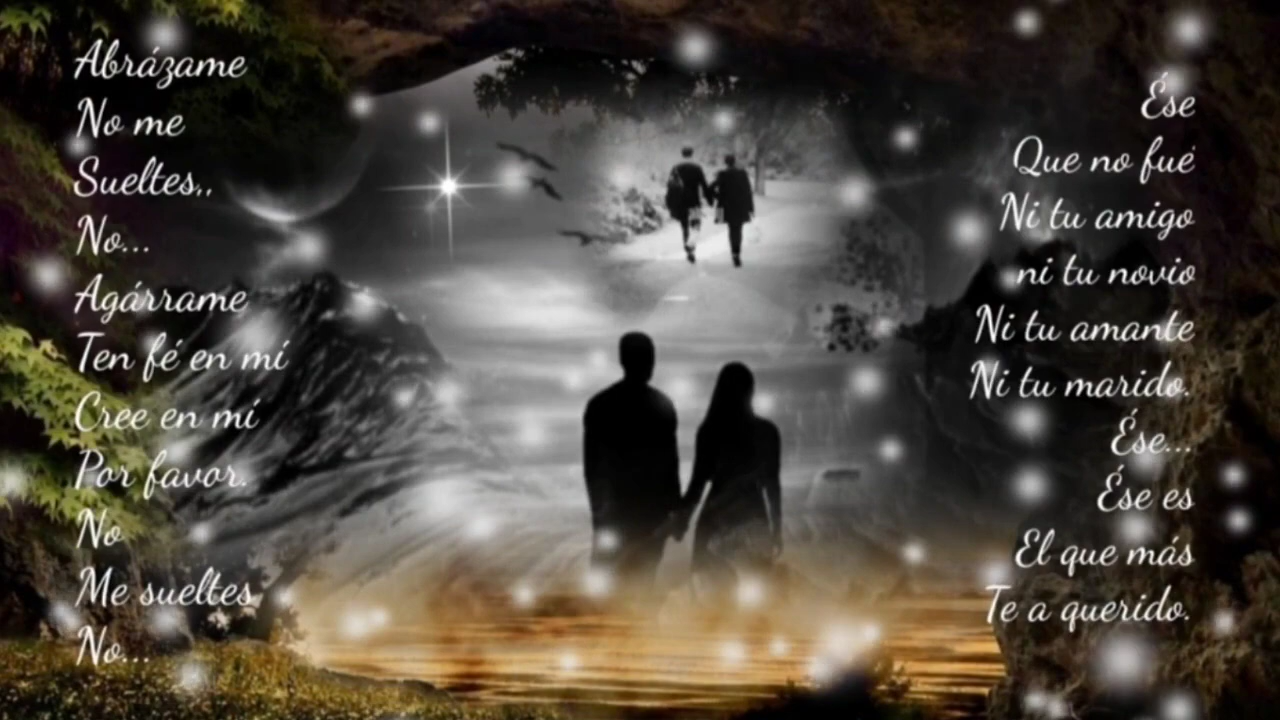 Abrázame
No me
Sueltes,,
No...
Agárrame
Ten fé en mí
Cree en mí
Por favor.
No
Me sueltes
No...
Ése
Que no fué
Ni tu amigo
ni tu novio
Ni tu amante
Ni tu marido.
Ése...
Ése es
El que más
Te a querido.